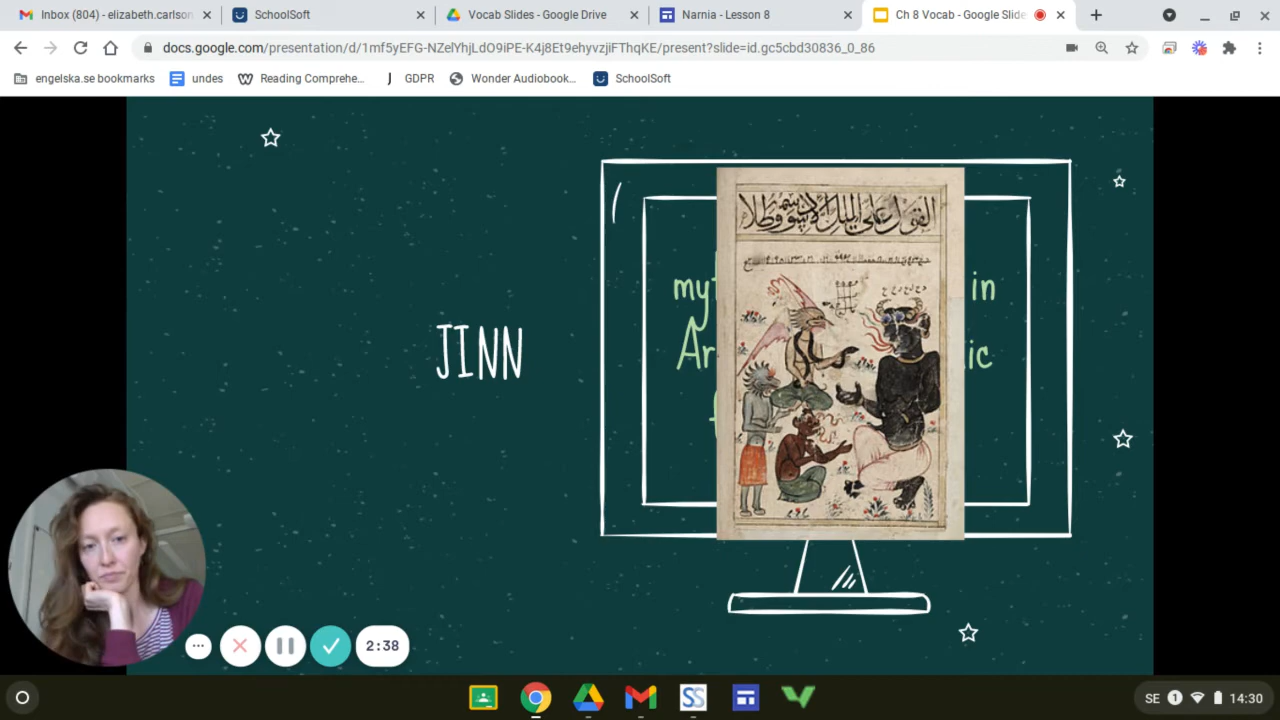 Inbox (804) - elizabeth.carlson
SchoolSoft
Vocab Slides - Google Drive
Narnia - Lesson 8
Ch 8 Vocab - Google Slide
docs.google.com/presentation/d/1mf5yEFG-NZelYhjLdO9iPE-K4j8Et9ehyvzjiFThqKE/present?slide=id.gc5cbd30836_0_86
engelska.se bookmarks
undes
Reading Comprehe...
GDPR
Wonder Audiobook...
SchoolSoft
JINN
my in
Ar ic
f
2:38
SE 1 14:30